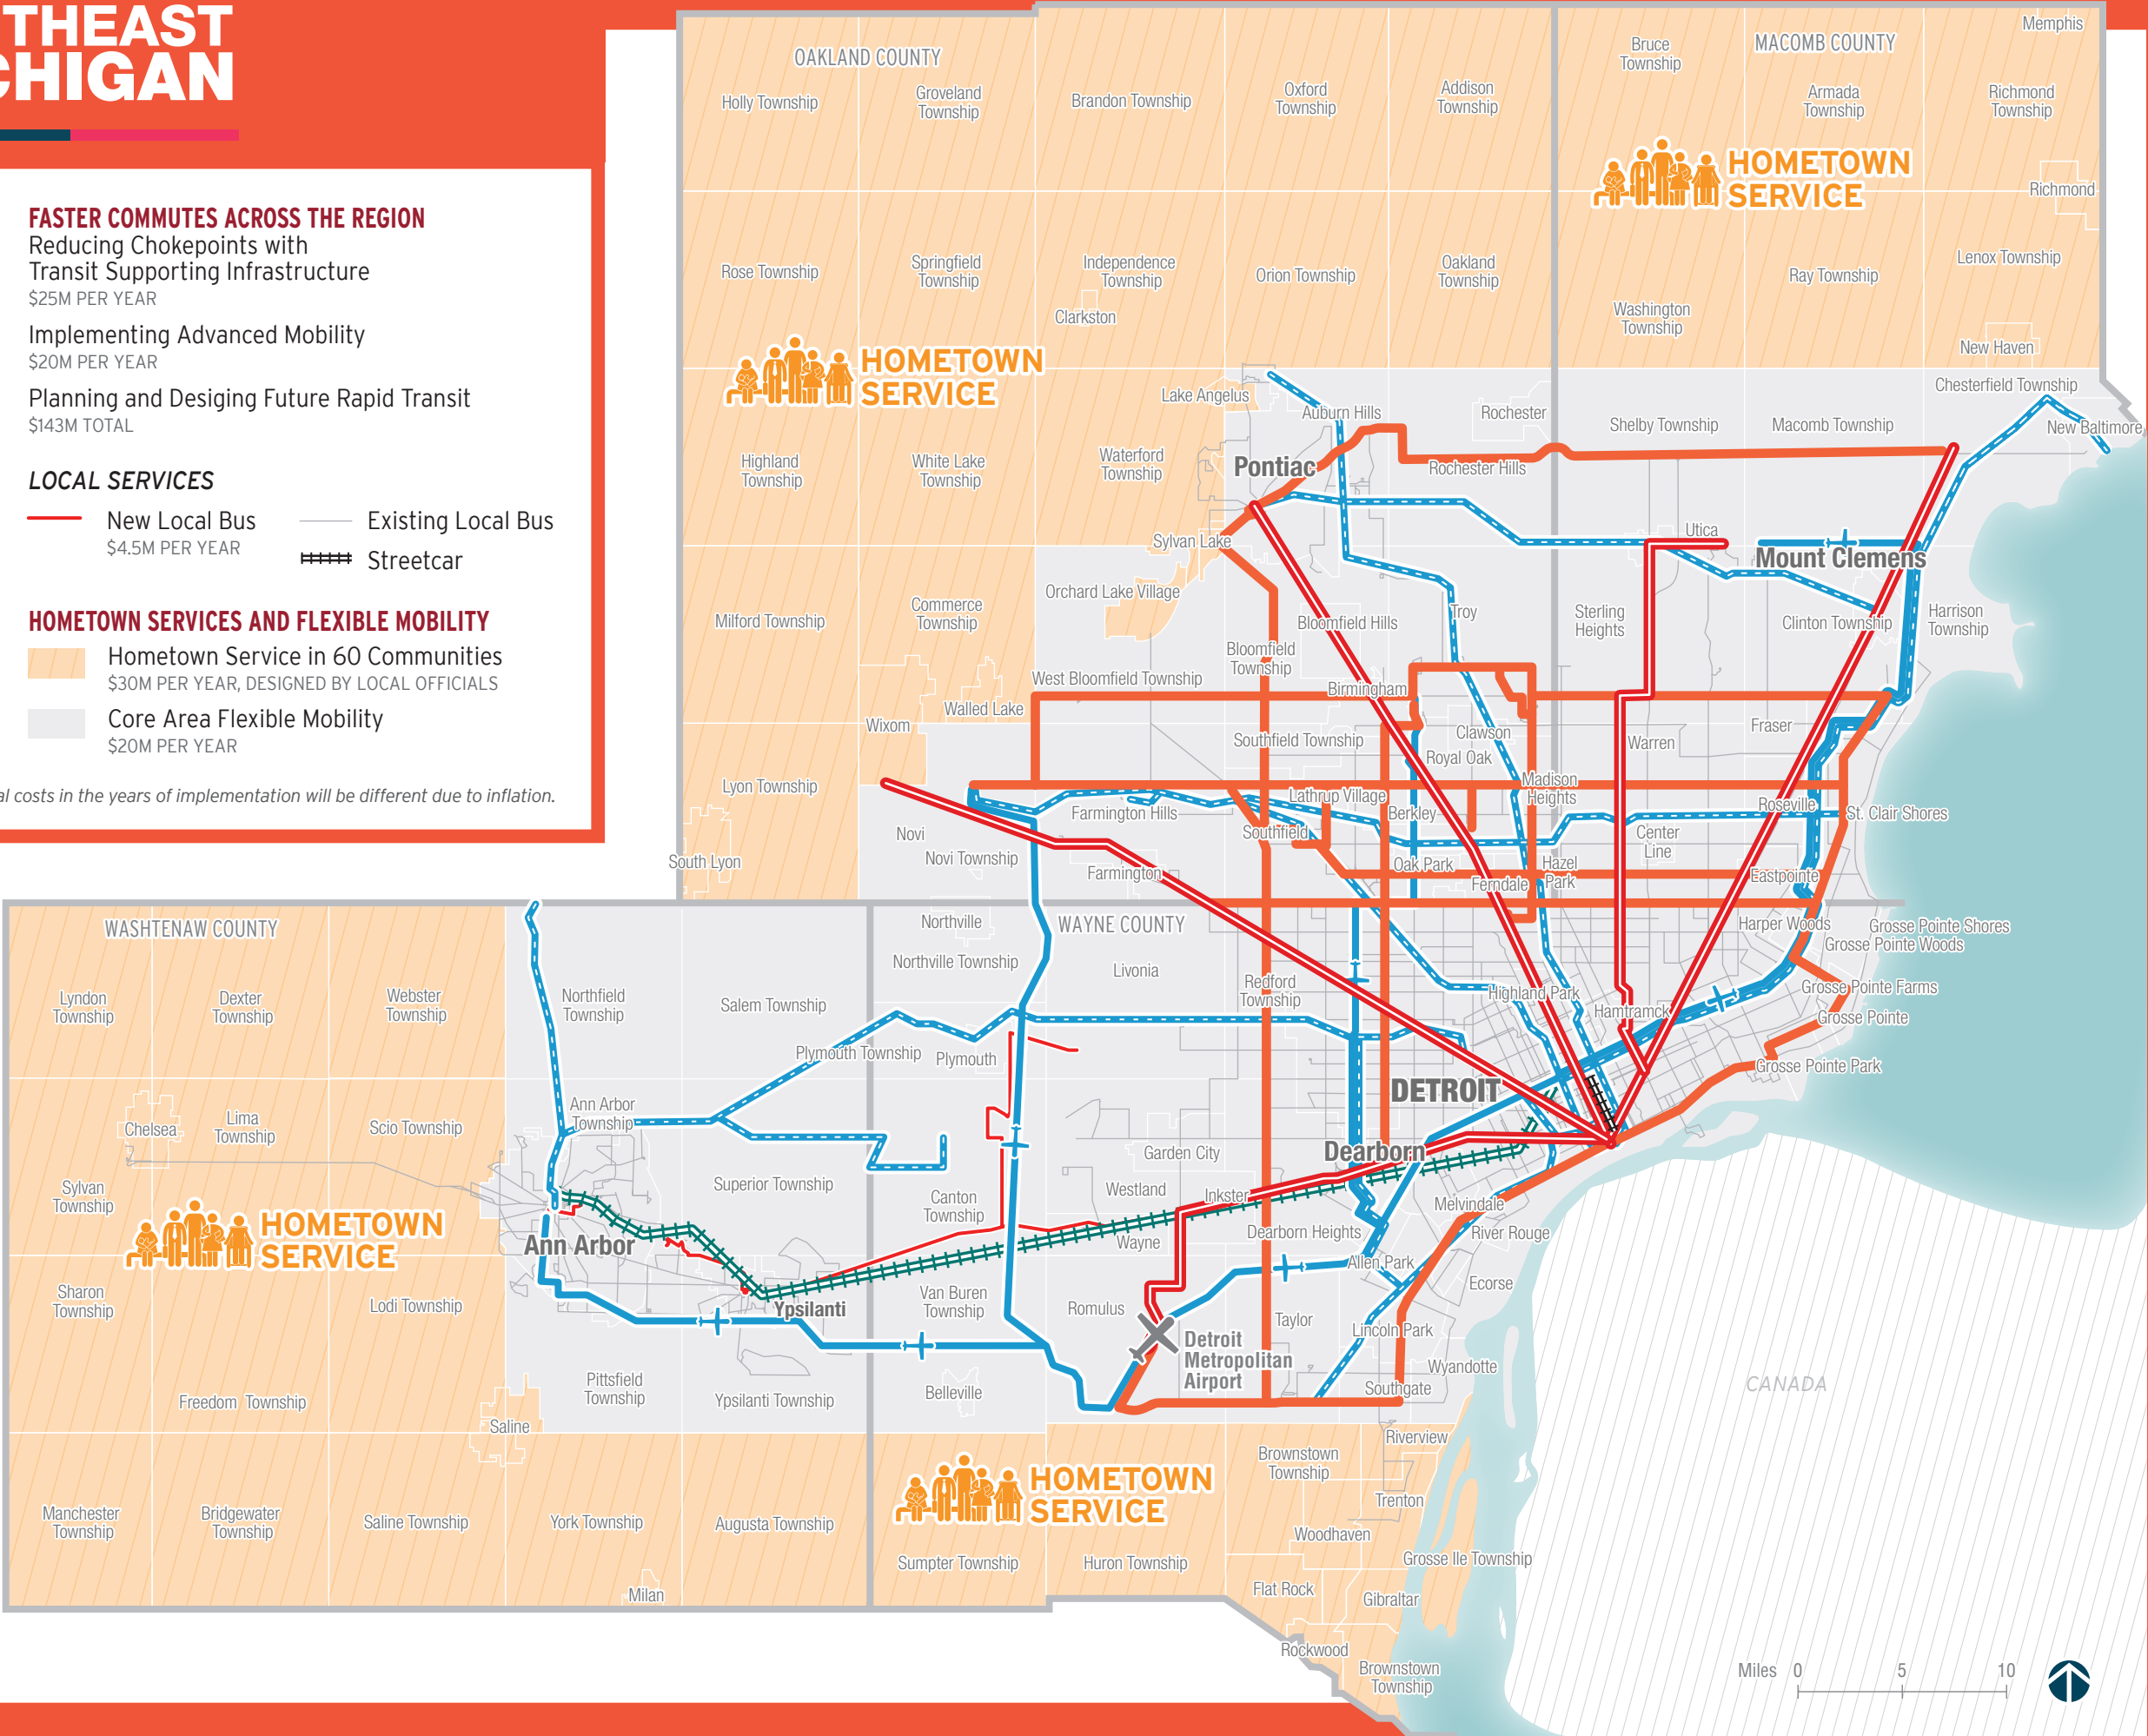 THEAST
CHIGAN
FASTER COMMUTES ACROSS THE REGION
Reducing Chokepoints with
Transit Supporting Infrastructure
$25M PER YEAR
Implementing Advanced Mobility
$20M PER YEAR
Planning and Desiging Future Rapid Transit
$143M TOTAL
LOCAL SERVICES
New Local Bus
$4.5M PER YEAR
Existing Local Bus
Streetcar
HOMETOWN SERVICES AND FLEXIBLE MOBILITY
Hometown Service in 60 Communities
$30M PER YEAR, DESIGNED BY LOCAL OFFICIALS
Core Area Flexible Mobility
$20M PER YEAR
al costs in the years of implementation will be different due to inflation.
OAKLAND COUNTY
MACOMB COUNTY
Memphis
Bruce
Township
Holly Township
Groveland
Township
Brandon Township
Oxford
Township
Addison
Township
Armada
Township
Richmond
Township
HOMETOWN
SERVICE
Richmond
Rose Township
Springfield
Township
Independence
Township
Clarkston
Orion Township
Oakland
Township
Washington
Township
Ray Township
Lenox Township
New Haven
HOMETOWN
SERVICE
Lake Angelus
Auburn Hills
Rochester
Shelby Township
Macomb Township
Chesterfield Township
New Baltimore
Highland
Township
White Lake
Township
Waterford
Township
Pontiac
Rochester Hills
Sylvan Lake
Utica
Mount Clemens
Orchard Lake Village
Milford Township
Commerce
Township
Bloomfield Hills
Troy
Sterling
Heights
Clinton Township
Harrison
Township
Bloomfield
Township
West Bloomfield Township
Birmingham
Walled Lake
Wixom
Southfield Township
Clawson
Royal Oak
Warren
Fraser
Lyon Township
Farmington Hills
Lathrup Village
Madison
Heights
Berkley
Roseville
St. Clair Shores
Novi
Southfield
Center
Line
South Lyon
Novi Township
Farmington
Oak Park
Ferndale
Hazel
Park
Eastpointe
WASHTENAW COUNTY
Northville
WAYNE COUNTY
Harper Woods
Grosse Pointe Shores
Grosse Pointe Woods
Northville Township
Livonia
Redford
Township
Highland Park
Hamtramck
Grosse Pointe Farms
Grosse Pointe
Grosse Pointe Park
Lyndon
Township
Dexter
Township
Webster
Township
Northfield
Township
Salem Township
Plymouth Township
Plymouth
DETROIT
Chelsea
Lima
Township
Scio Township
Ann Arbor
Township
Dearborn
Garden City
Sylvan
Township
Superior Township
Canton
Township
Westland
Inkster
Melvindale
HOMETOWN
SERVICE
Ann Arbor
Wayne
Dearborn Heights
River Rouge
Allen Park
Ecorse
Sharon
Township
Lodi Township
Ypsilanti
Van Buren
Township
Romulus
Taylor
Lincoln Park
Detroit
Metropolitan
Airport
Wyandotte
Southgate
CANADA
Freedom Township
Pittsfield
Township
Ypsilanti Township
Belleville
Saline
Riverview
Brownstown
Township
HOMETOWN
SERVICE
Trenton
Manchester
Township
Bridgewater
Township
Saline Township
York Township
Augusta Township
Woodhaven
Sumpter Township
Huron Township
Grosse Ile Township
Milan
Flat Rock
Gibraltar
Rockwood
Brownstown
Township
Miles 0 5 10